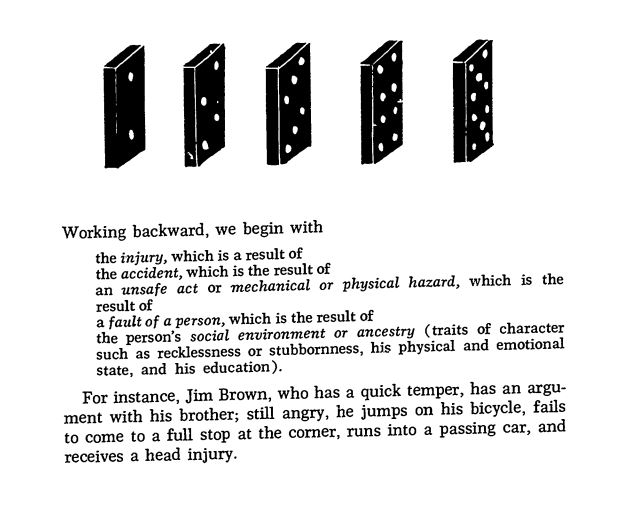 Working backward, we begin with
the injury, which is a result of
the accident, which is the result of
an unsafe act or mechanical or physical hazard, which is the
result of
a fault of a person, which is the result of
the person's social environment or ancestry (traits of character
such as recklessness or stubbornness, his physical and emotional
state, and his education).
For instance, Jim Brown, who has a quick temper, has an argu-
ment with his brother; still angry, he jumps on his bicycle, fails
to come to a full stop at the corner, runs into a passing car, and
receives a head injury.